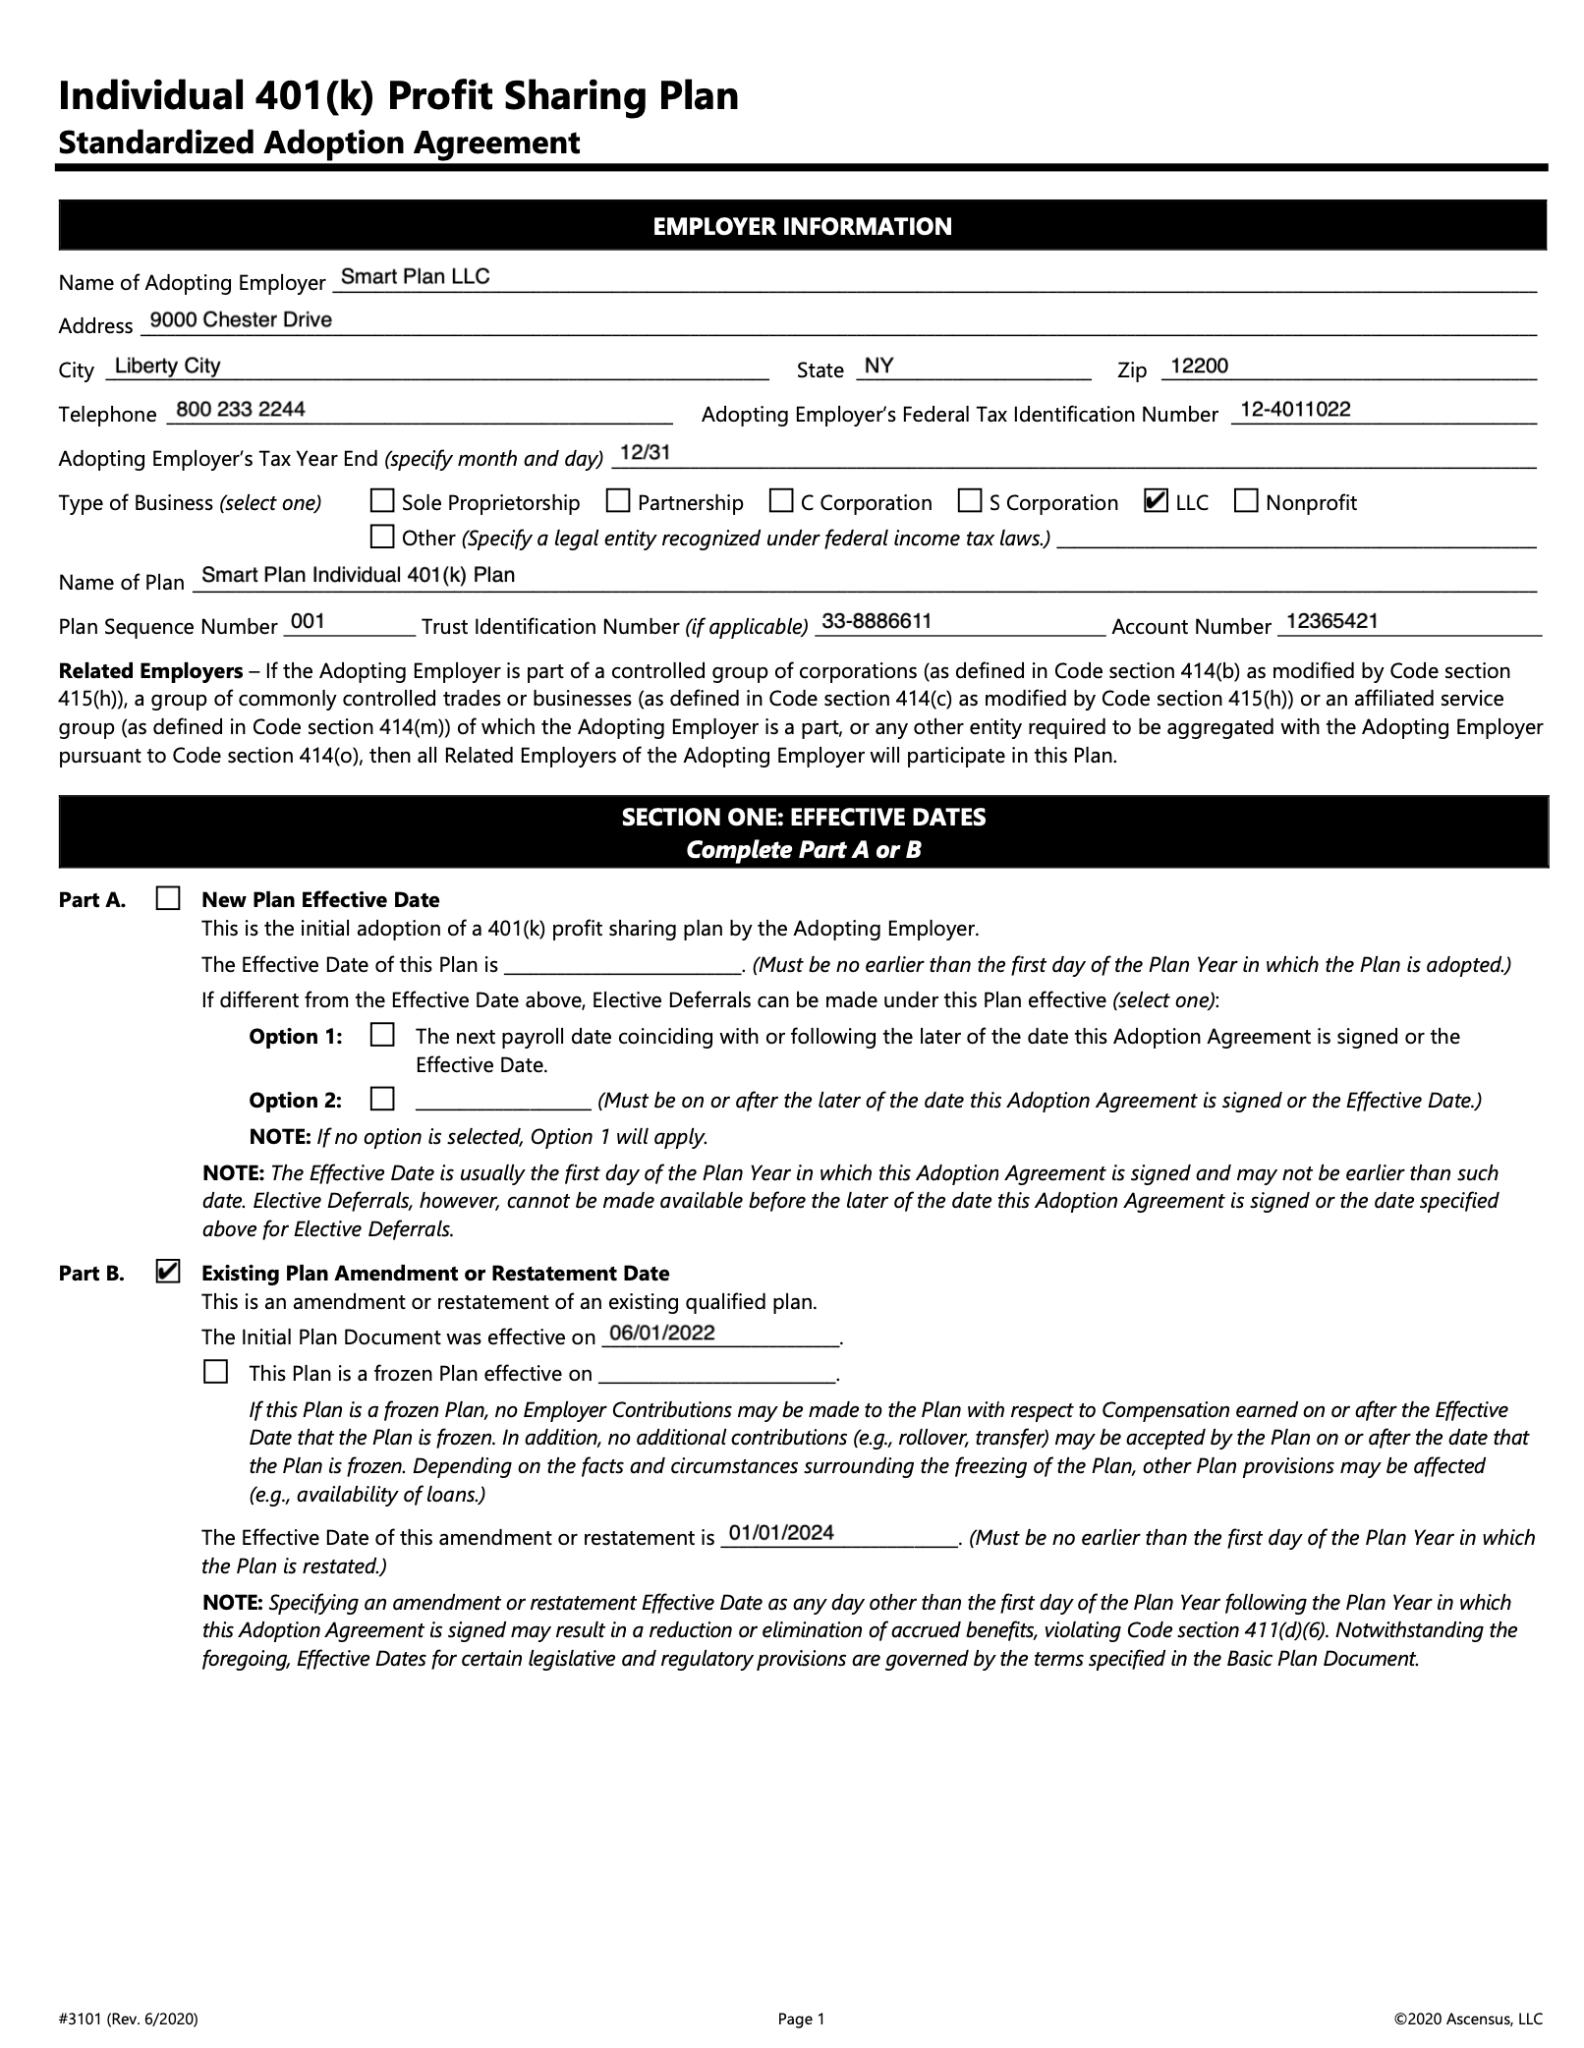 Individual 401(k) Profit Sharing Plan
Standardized Adoption Agreement
EMPLOYER INFORMATION
Name of Adopting Employer Smart Plan LLC
Address 9000 Chester Drive
City Liberty City State NY Zip 12200
Telephone 800 233 2244 Adopting Employer’s Federal Tax Identification Number 12-4011022
Adopting Employer’s Tax Year End (specify month and day) 12/31
Type of Business (select one) ☐ Sole Proprietorship ☐ Partnership ☐ C Corporation ☐ S Corporation ☑ LLC ☐ Nonprofit
☐ Other (Specify a legal entity recognized under federal income tax laws.)
Name of Plan Smart Plan Individual 401(k) Plan
Plan Sequence Number 001 Trust Identification Number (if applicable) 33-8886611 Account Number 12365421
Related Employers – If the Adopting Employer is part of a controlled group of corporations (as defined in Code section 414(b) as modified by Code section
415(h)), a group of commonly controlled trades or businesses (as defined in Code section 414(c) as modified by Code section 415(h)) or an affiliated service
group (as defined in Code section 414(m)) of which the Adopting Employer is a part, or any other entity required to be aggregated with the Adopting Employer
pursuant to Code section 414(o), then all Related Employers of the Adopting Employer will participate in this Plan.
SECTION ONE: EFFECTIVE DATES
Complete Part A or B
Part A. ☐ New Plan Effective Date
This is the initial adoption of a 401(k) profit sharing plan by the Adopting Employer.
The Effective Date of this Plan is ____. (Must be no earlier than the first day of the Plan Year in which the Plan is adopted.)
If different from the Effective Date above, Elective Deferrals can be made under this Plan effective (select one):
Option 1: ☐ The next payroll date coinciding with or following the later of the date this Adoption Agreement is signed or the
Effective Date.
Option 2: ☐ ____ (Must be on or after the later of the date this Adoption Agreement is signed or the Effective Date.)
NOTE: If no option is selected, Option 1 will apply.
NOTE: The Effective Date is usually the first day of the Plan Year in which this Adoption Agreement is signed and may not be earlier than such
date. Elective Deferrals, however, cannot be made available before the later of the date this Adoption Agreement is signed or the date specified
above for Elective Deferrals.
Part B. ☑ Existing Plan Amendment or Restatement Date
This is an amendment or restatement of an existing qualified plan.
The Initial Plan Document was effective on 06/01/2022.
☐ This Plan is a frozen Plan effective on ____.
If this Plan is a frozen Plan, no Employer Contributions may be made to the Plan with respect to Compensation earned on or after the Effective
Date that the Plan is frozen. In addition, no additional contributions (e.g., rollover, transfer) may be accepted by the Plan on or after the date that
the Plan is frozen. Depending on the facts and circumstances surrounding the freezing of the Plan, other Plan provisions may be affected
(e.g., availability of loans.)
The Effective Date of this amendment or restatement is 01/01/2024. (Must be no earlier than the first day of the Plan Year in which
the Plan is restated.)
NOTE: Specifying an amendment or restatement Effective Date as any day other than the first day of the Plan Year following the Plan Year in which
this Adoption Agreement is signed may result in a reduction or elimination of accrued benefits, violating Code section 411(d)(6). Notwithstanding the
foregoing, Effective Dates for certain legislative and regulatory provisions are governed by the terms specified in the Basic Plan Document.
#3101 (Rev. 6/2020) Page 1 ©2020 Ascensus, LLC